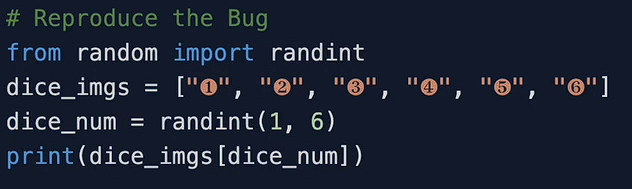 # Reproduce the Bug
from random import randint
dice_imgs = ["❶", "❷", "❸", "❹", "❺", "❻"]
dice_num = randint(1, 6)
print(dice_imgs[dice_num])